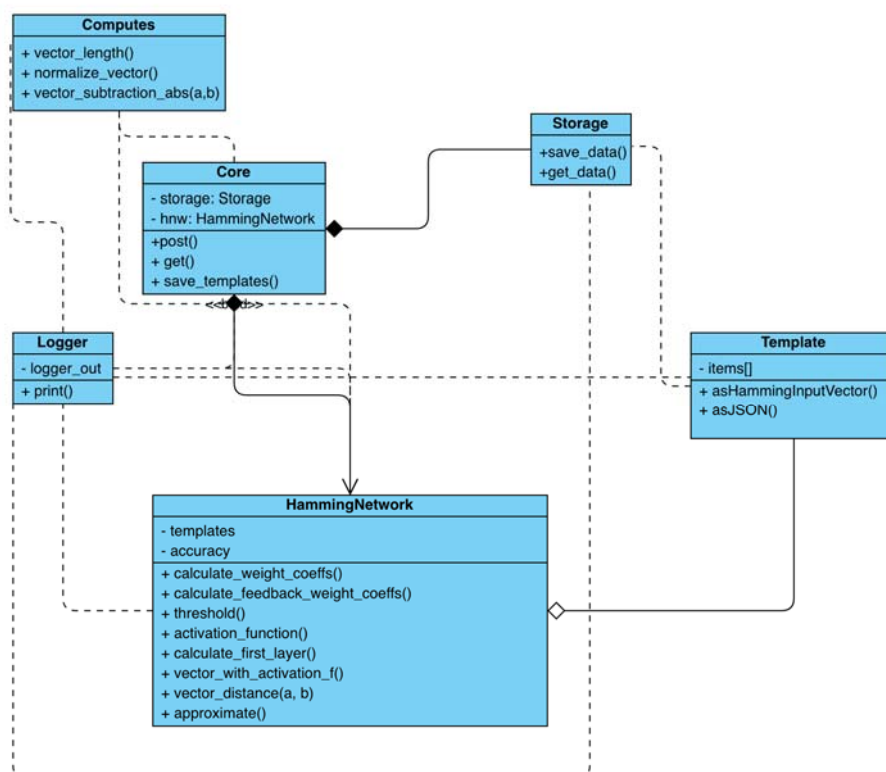 Computes
+ vector_length()
+ normalize_vector()
+ vector_subtraction_abs(a,b)
Storage
+save_data()
+get_data()
Core
- storage: Storage
- hnw: HammingNetwork
+post()
+ get()
+ save_templates()
Logger
- logger_out
+ print()
Template
- items[]
+ asHammingInputVector()
+ asJSON()
HammingNetwork
- templates
- accuracy
+ calculate_weight_coeffs()
+ calculate_feedback_weight_coeffs()
+ threshold()
+ activation_function()
+ calculate_first_layer()
+ vector_with_activation_f()
+ vector_distance(a, b)
+ approximate()